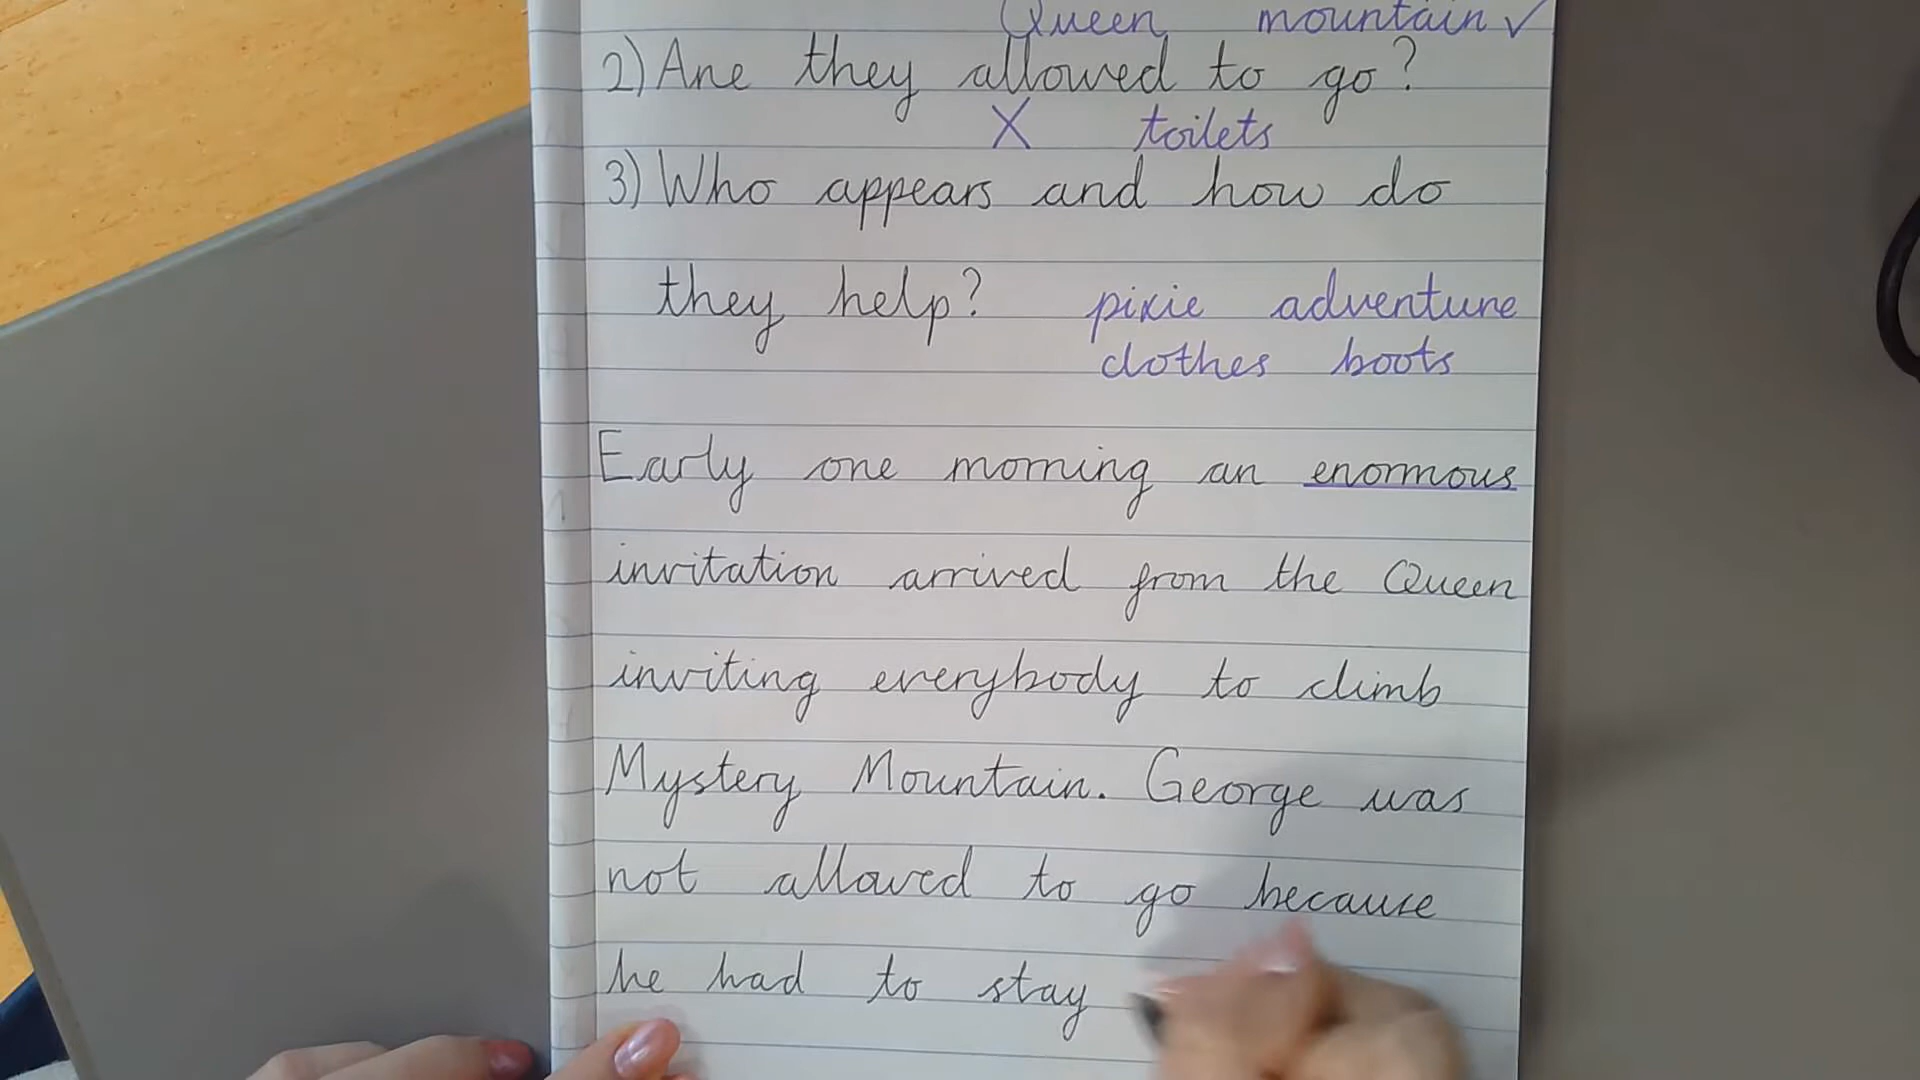 Queen mountain ✓
2) Are they allowed to go?
X toilets
3) Who appears and how do
they help? pixie adventure
clothes boots
Early one morning an enormous
invitation arrived from the Queen
inviting everybody to climb
Mystery Mountain. George was
not allowed to go because
he had to stay